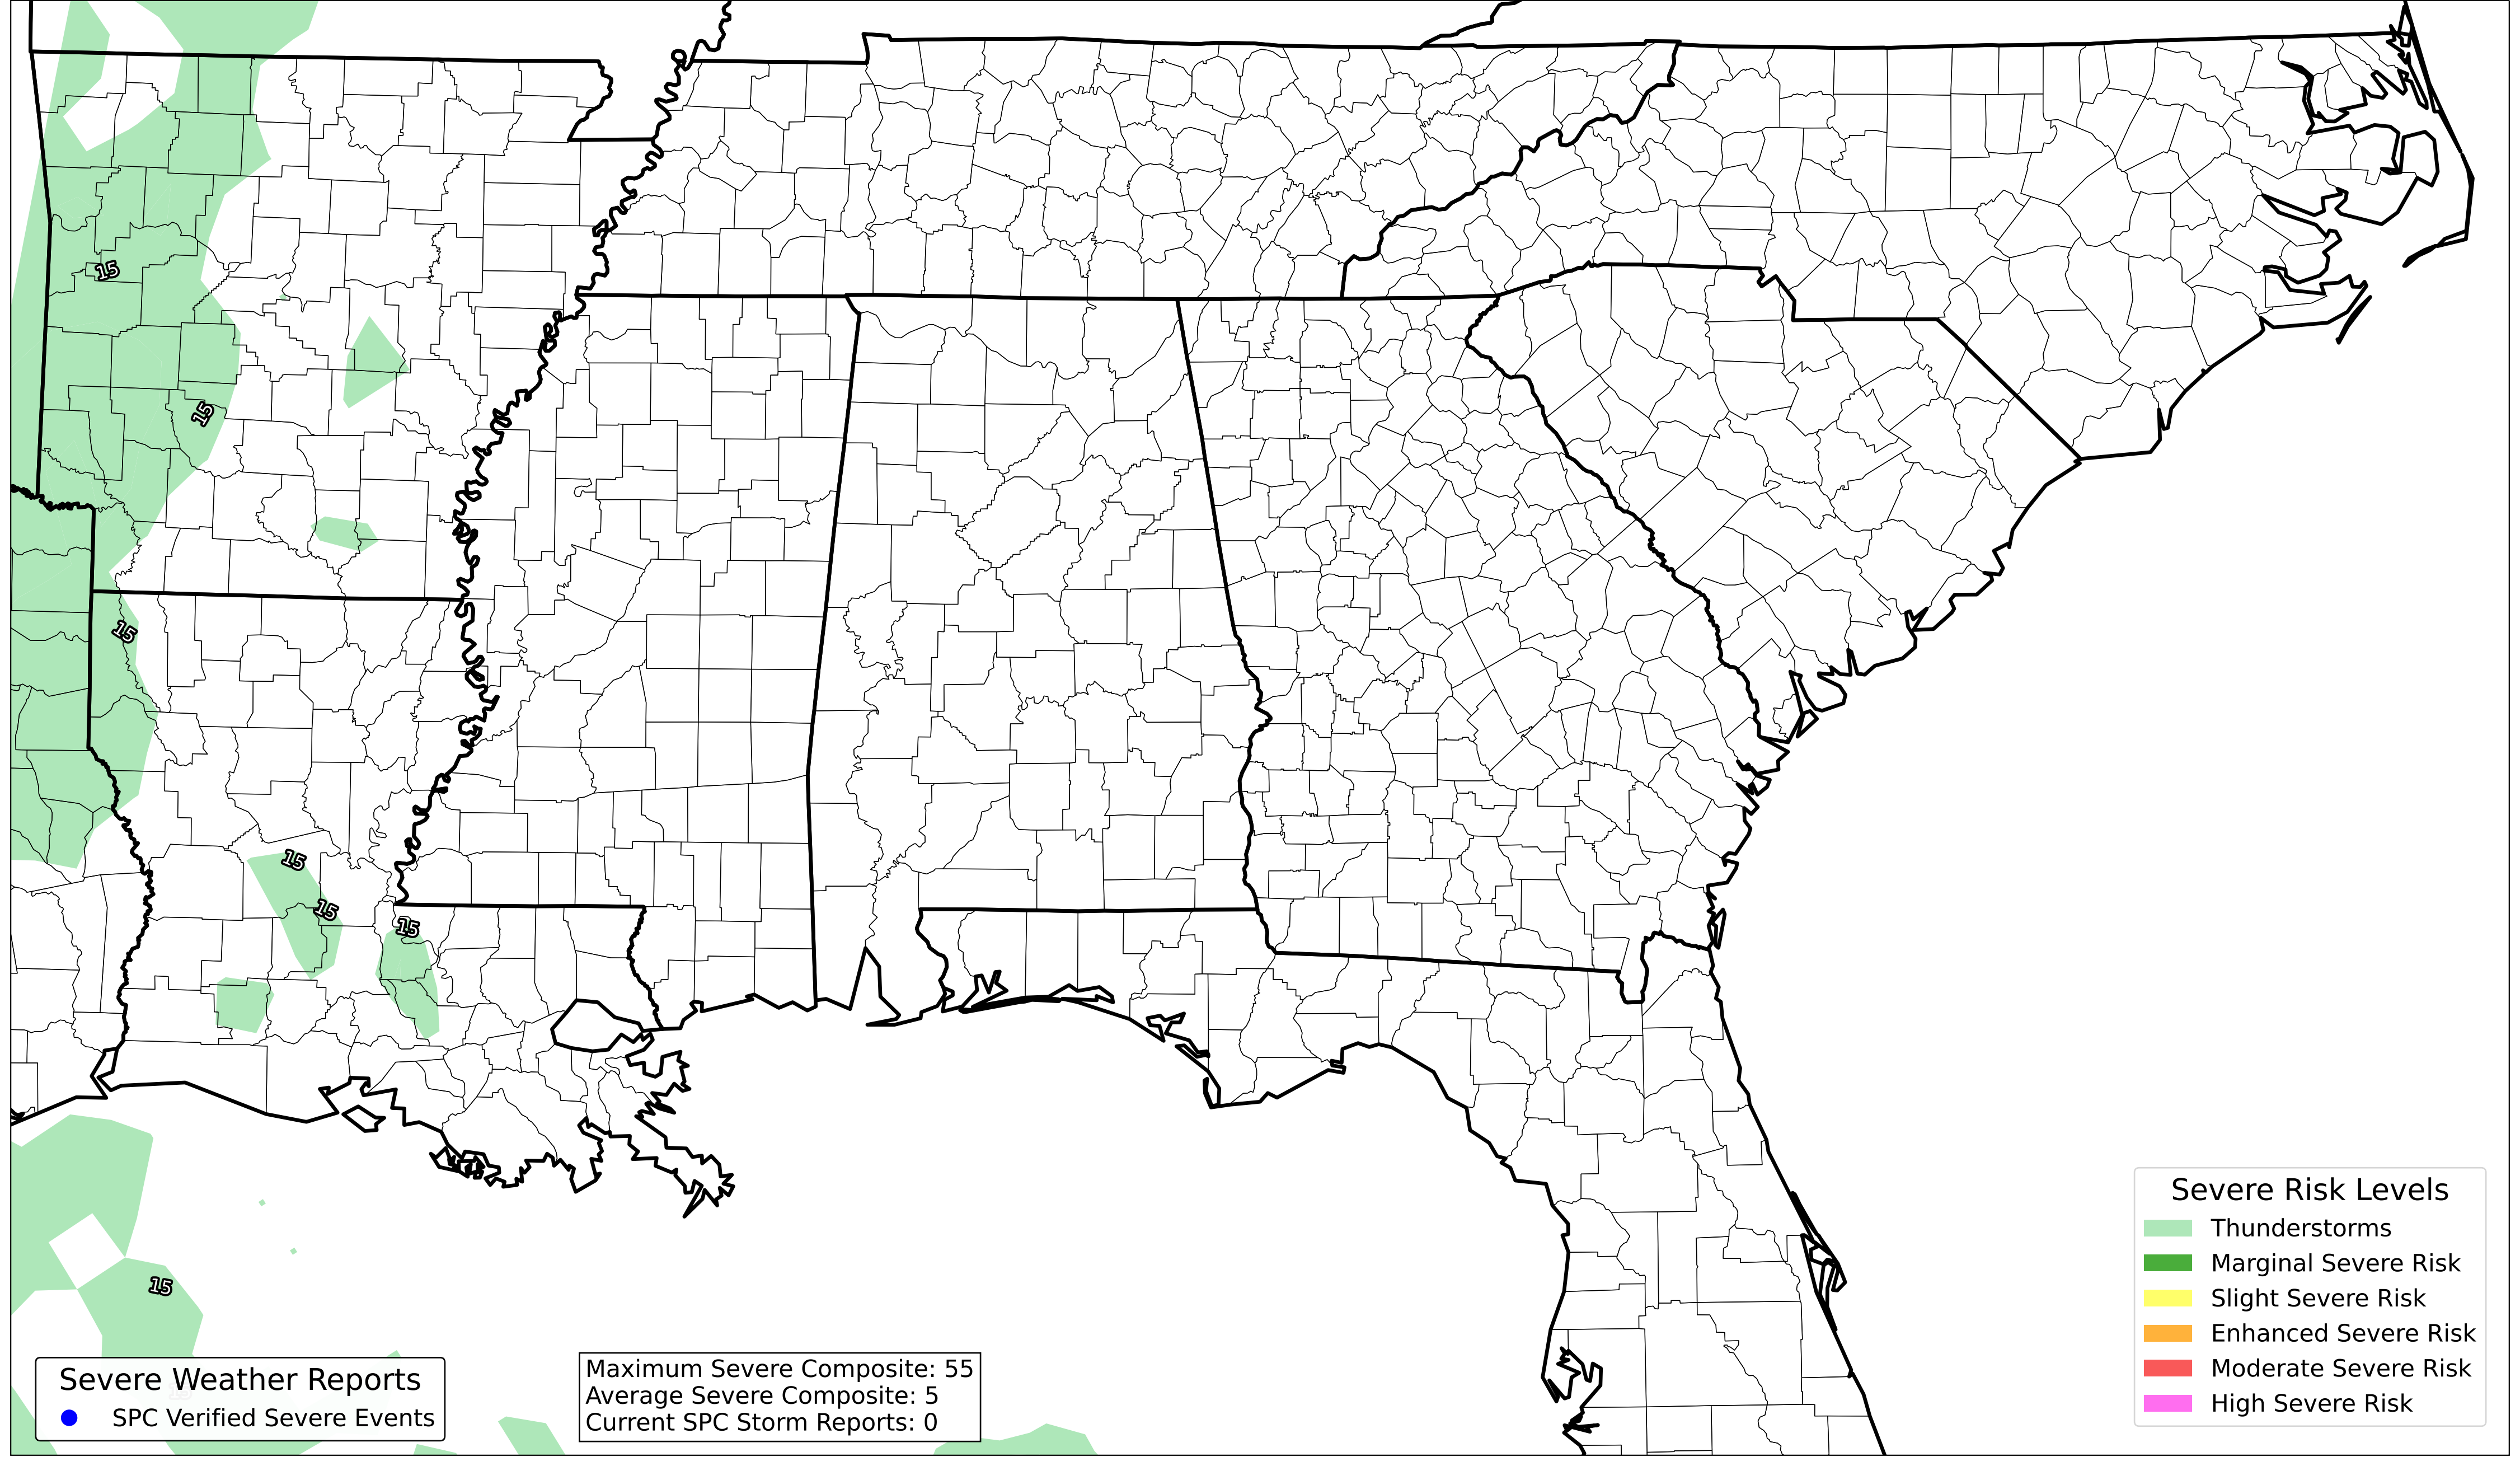 15
15
15
15
15
15
15
Severe Weather Reports
SPC Verified Severe Events
Maximum Severe Composite: 55
Average Severe Composite: 5
Current SPC Storm Reports: 0
Severe Risk Levels
Thunderstorms
Marginal Severe Risk
Slight Severe Risk
Enhanced Severe Risk
Moderate Severe Risk
High Severe Risk